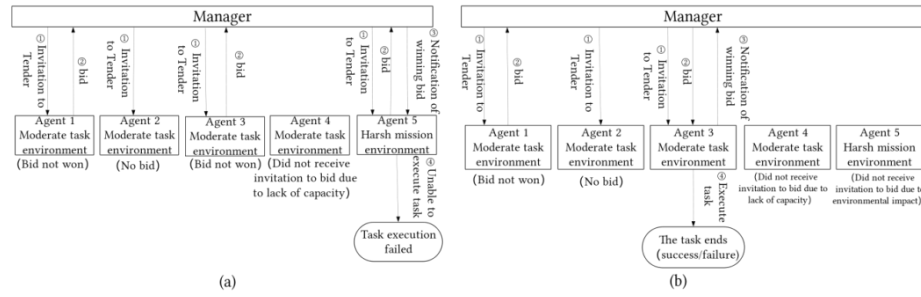 Manager
① Invitation to
Tender
② bid
① Invitation
to Tender
① Invitation
to Tender
② bid
① Invitation
to Tender
② bid
③ Notification of
winning bid
Agent 1
Moderate task
environment
(Bid not won)
Agent 2
Moderate task
environment
(No bid)
Agent 3
Moderate task
environment
(Bid not won)
Agent 4
Moderate task
environment
(Did not receive
invitation to bid due
to lack of capacity)
Agent 5
Harsh mission
environment
④ Unable to
execute task
Task execution
failed
(a)
Manager
① Invitation to
Tender
② bid
① Invitation
to Tender
① Invitation
to Tender
② bid
③ Notification of
winning bid
Agent 1
Moderate task
environment
(Bid not won)
Agent 2
Moderate task
environment
(No bid)
Agent 3
Moderate task
environment
Agent 4
Moderate task
environment
(Did not receive
invitation to bid due to
lack of capacity)
Agent 5
Harsh mission
environment
(Did not receive
invitation to bid due to
environmental impact)
④ Execute
task
The task ends
(success/failure)
(b)